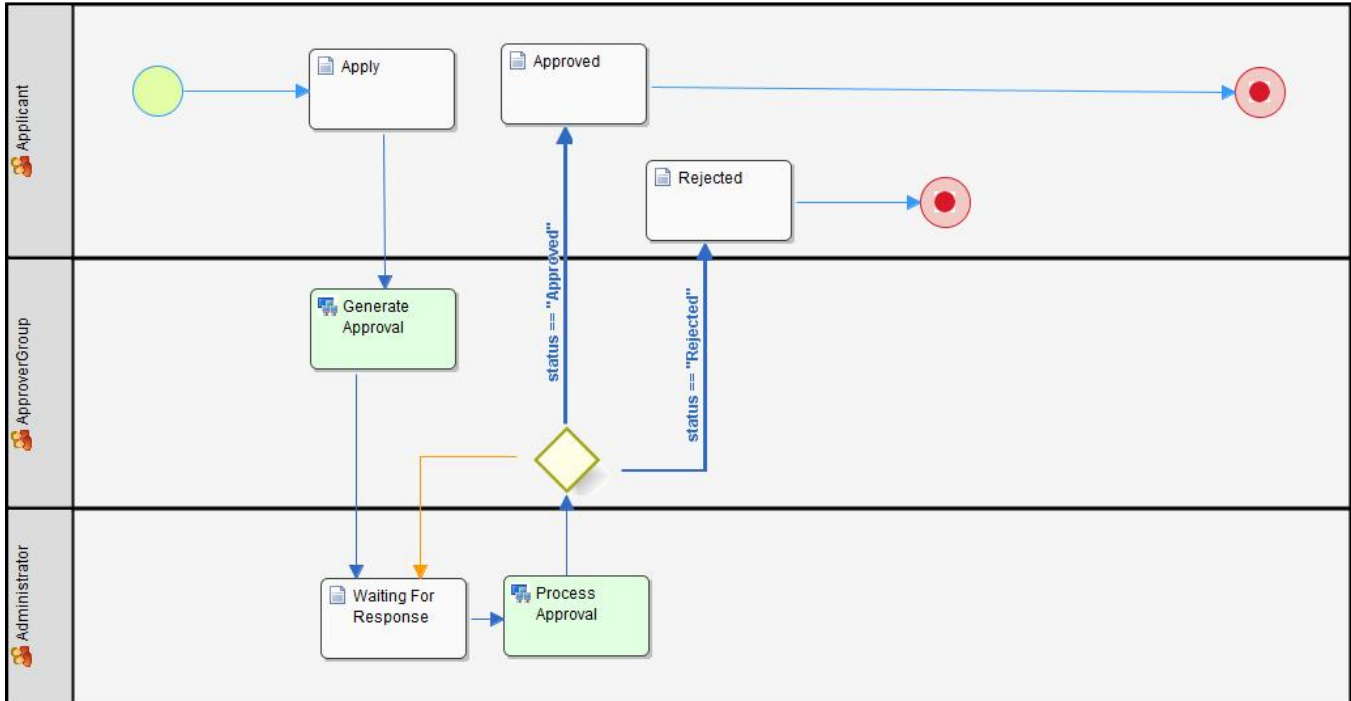 Applicant
Apply
Approved
Rejected
status == "Approved"
status == "Rejected"
ApproverGroup
Generate
Approval
Administrator
Waiting For
Response
Process
Approval